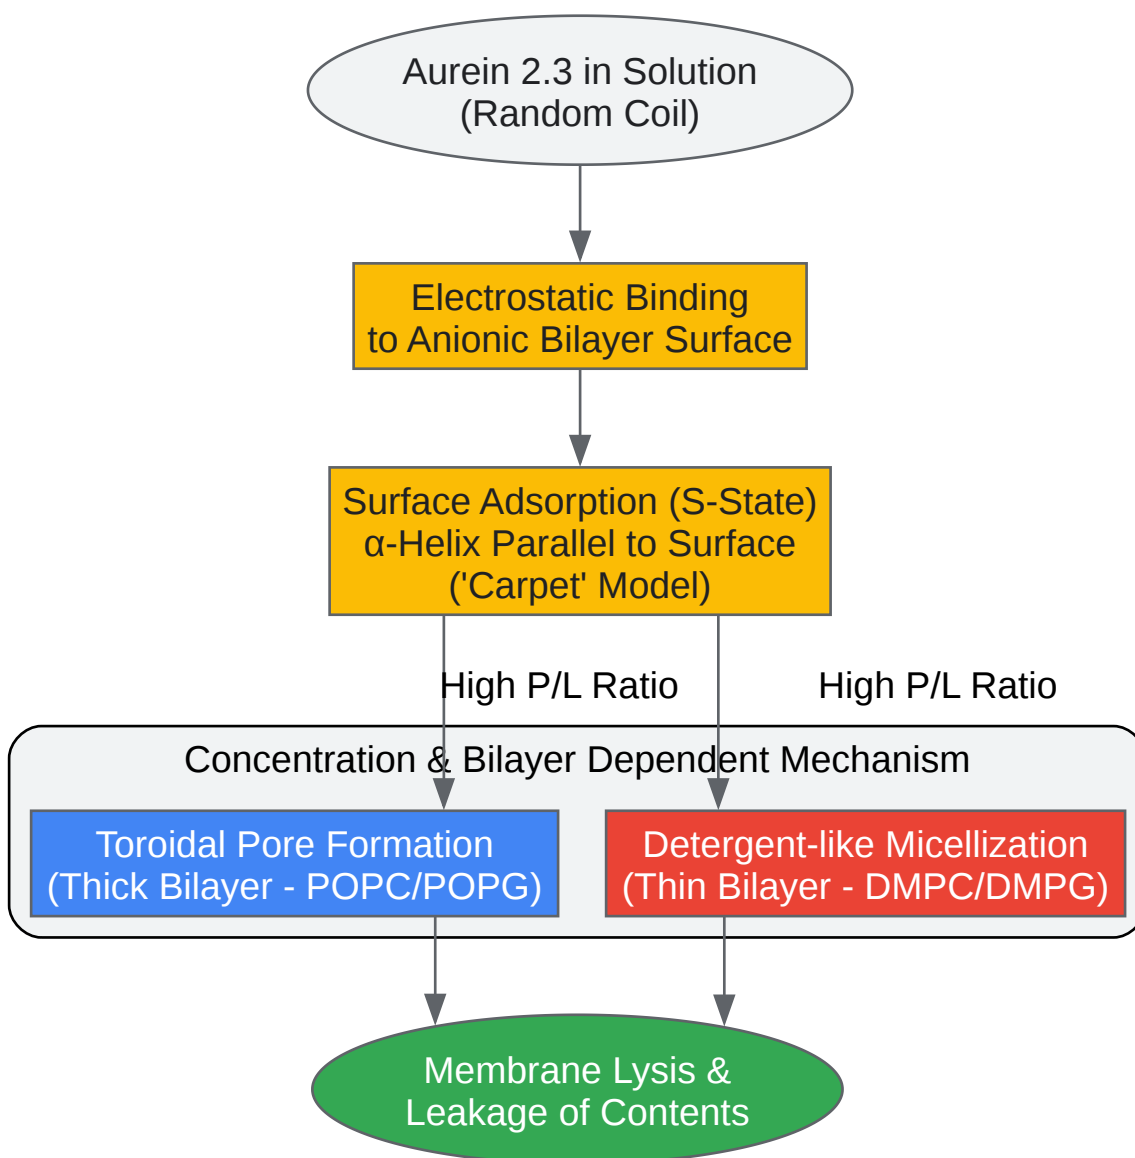 Aurein 2.3 in Solution
(Random Coil)
Electrostatic Binding
to Anionic Bilayer Surface
Surface Adsorption (S-State)
α-Helix Parallel to Surface
('Carpet' Model)
High P/L Ratio
High P/L Ratio
Concentration & Bilayer Dependent Mechanism
Toroidal Pore Formation
(Thick Bilayer - POPC/POPG)
Detergent-like Micellization
(Thin Bilayer - DMPC/DMPG)
Membrane Lysis &
Leakage of Contents